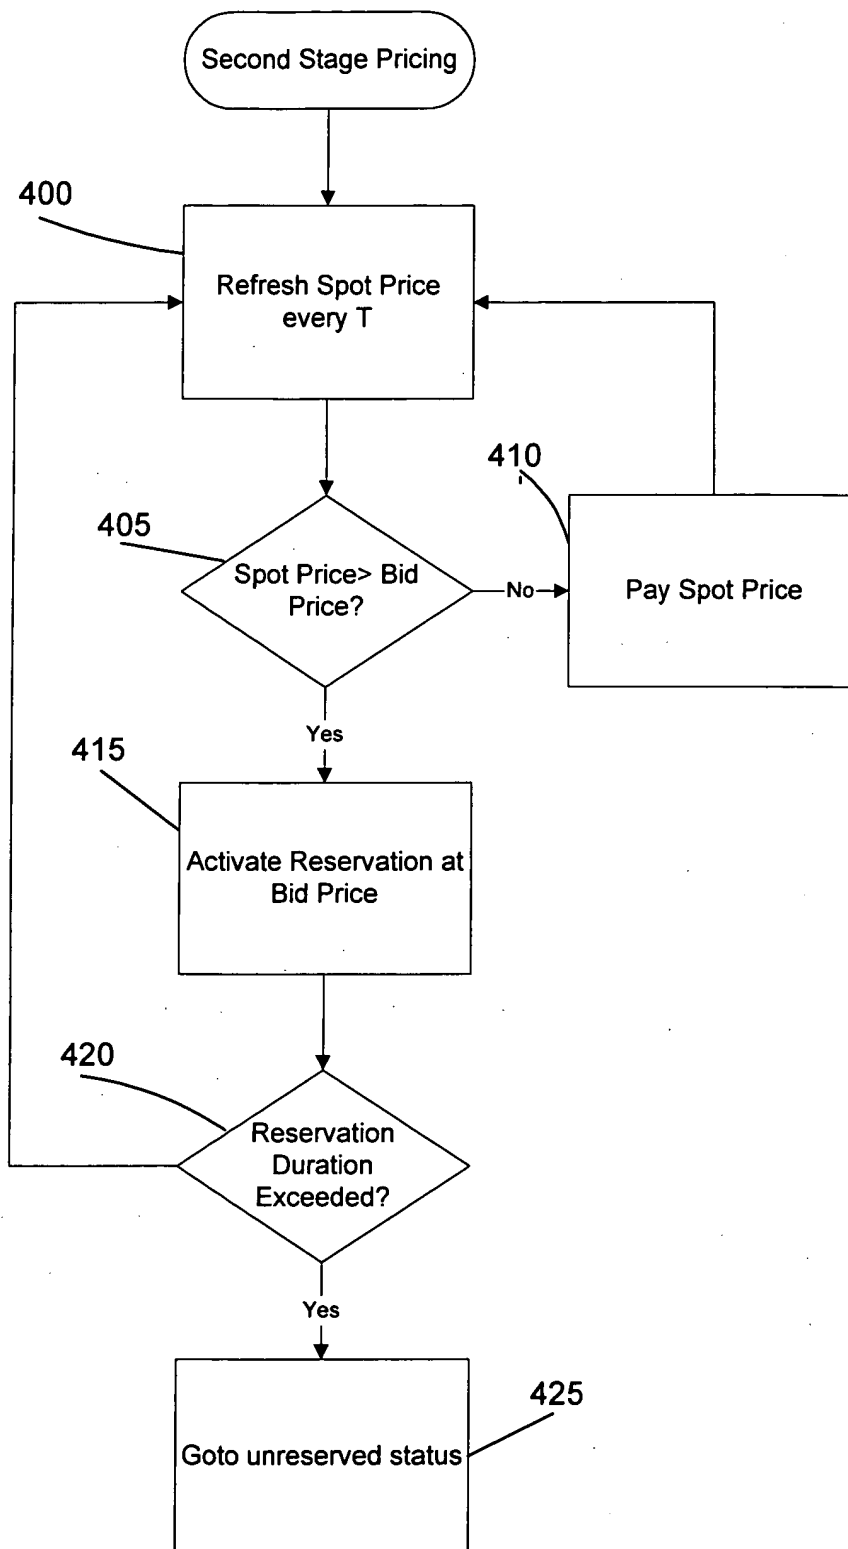 Second Stage Pricing
400
Refresh Spot Price
every T
410
405
Spot Price> Bid
Price?
No
Pay Spot Price
Yes
415
Activate Reservation at
Bid Price
420
Reservation
Duration
Exceeded?
Yes
425
Goto unreserved status